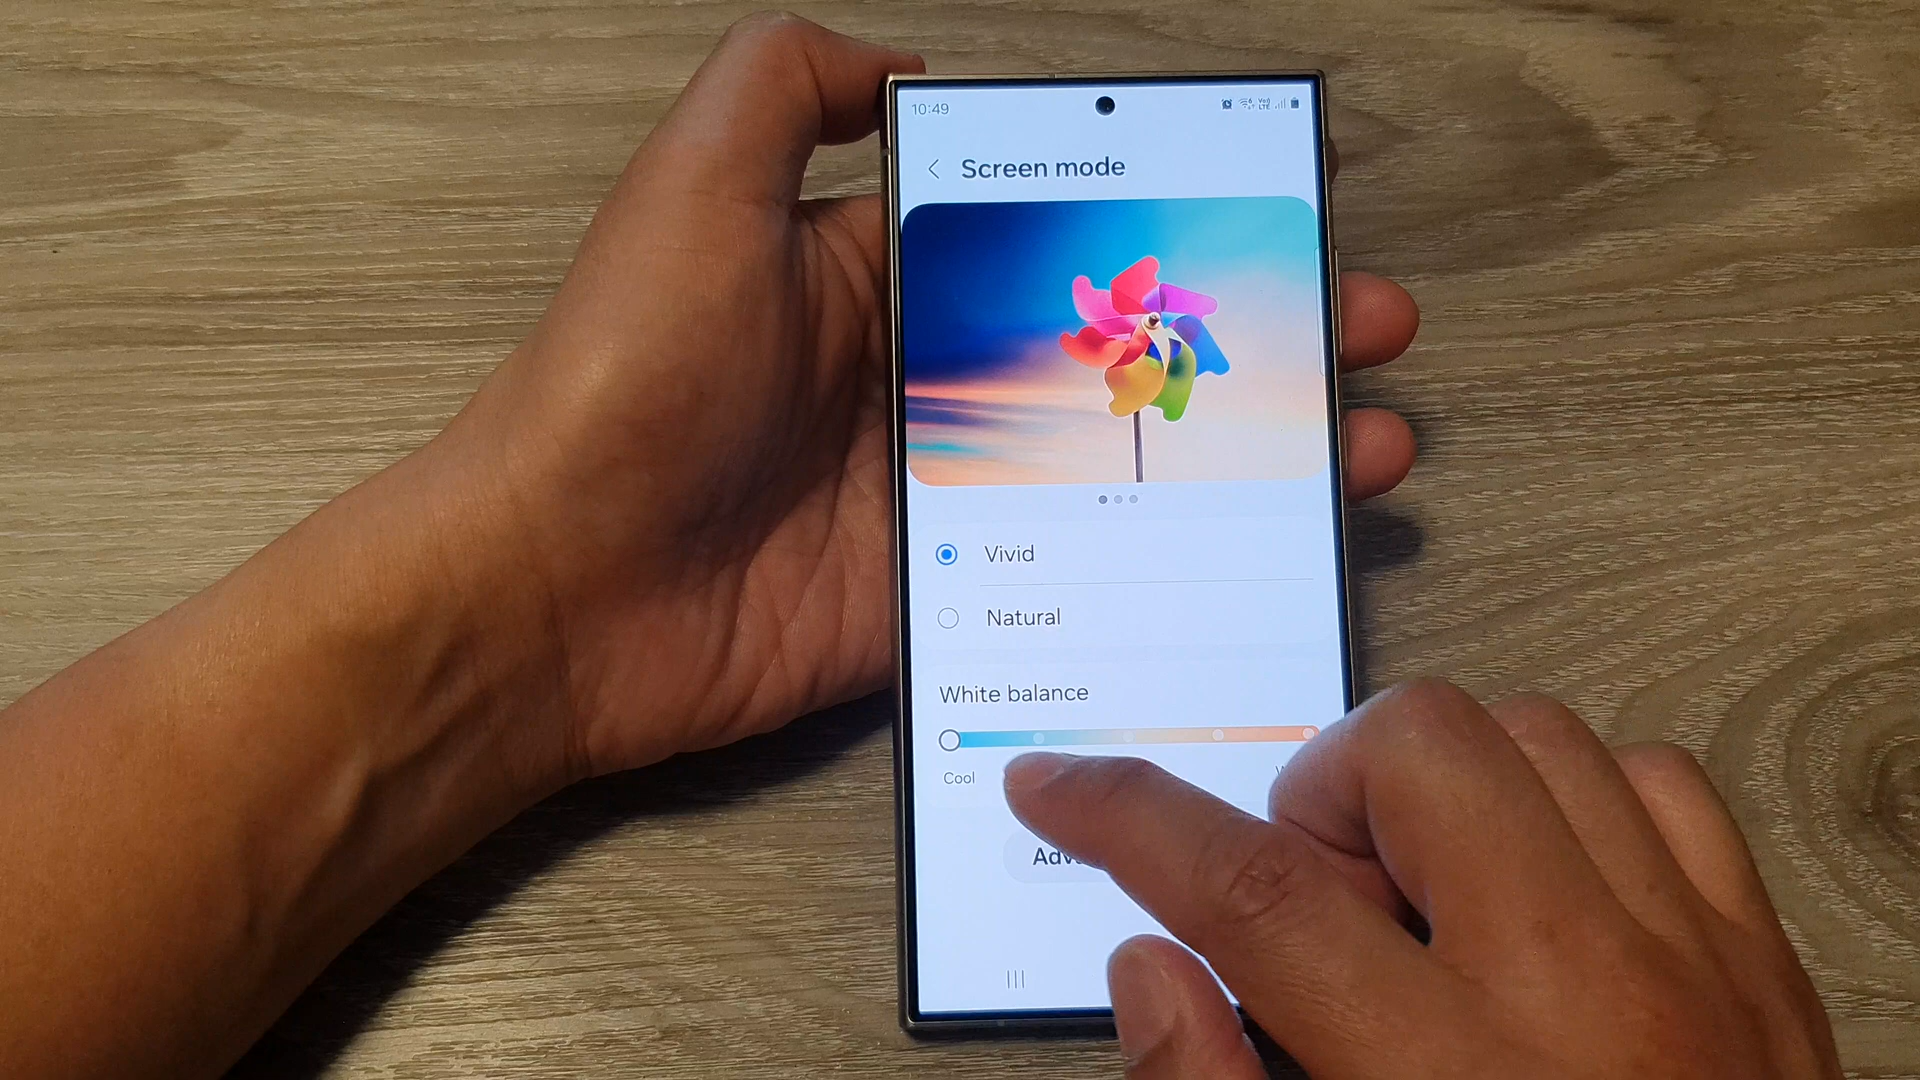 10:49
Screen mode
Vivid
Natural
White balance
Cool